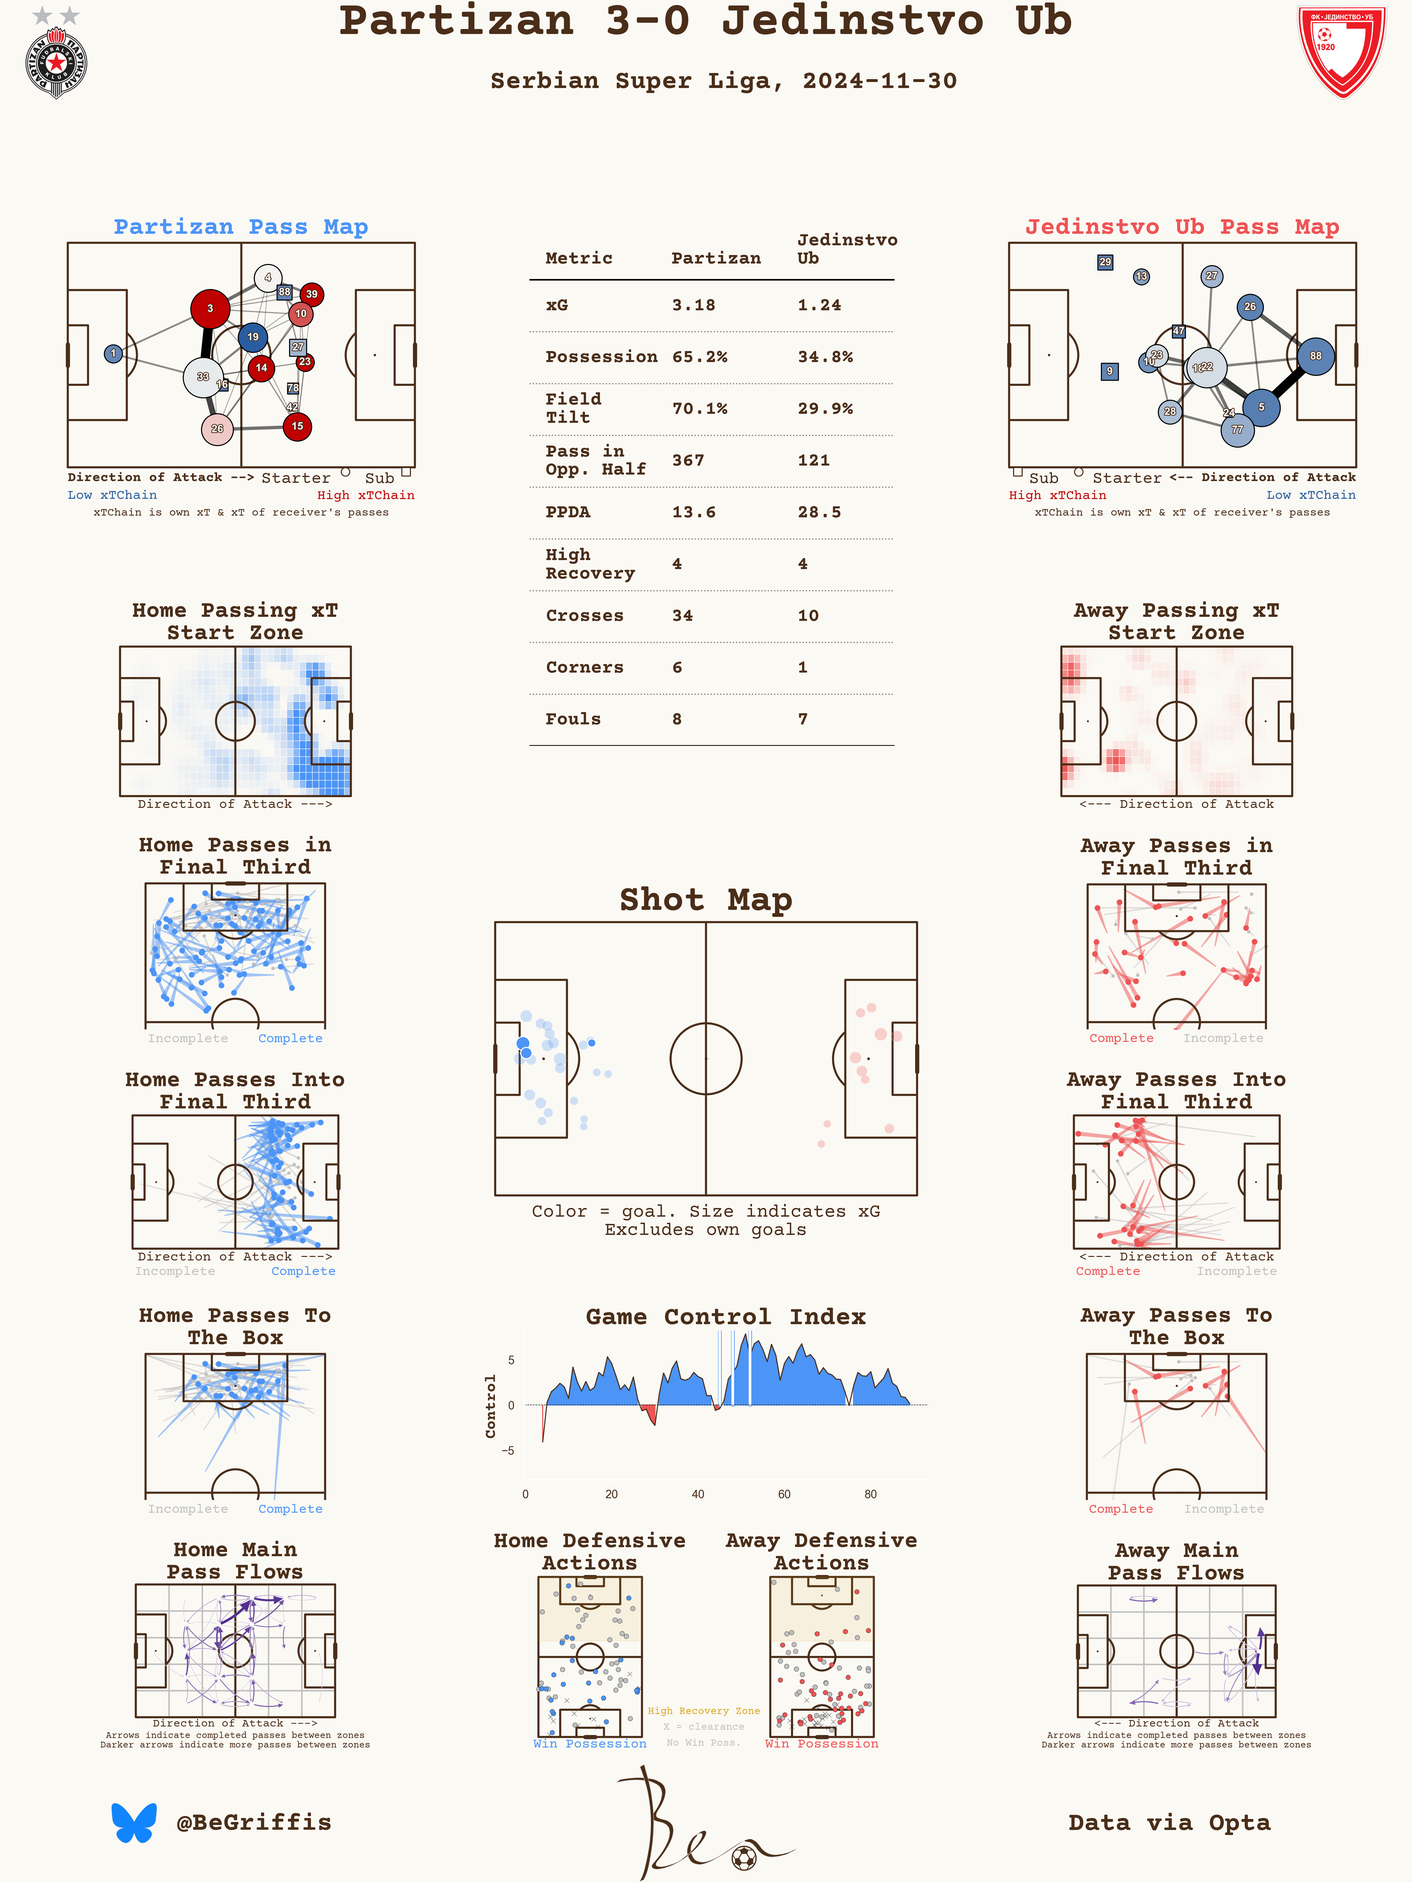 Partizan 3-0 Jedinstvo Ub
Serbian Super Liga, 2024-11-30
ПАРТИЗАН PARTIZAN
FUDBALSKI
KLUB
ФК•ЈЕДИНСТВО•УБ
1920
Partizan Pass Map
1
3
33
16
26
4
88
39
10
19
27
23
14
78
42
15
Direction of Attack --> Starter Sub
Low xTChain High xTChain
xTChain is own xT & xT of receiver's passes
Metric Partizan Jedinstvo Ub
xG 3.18 1.24
Possession 65.2% 34.8%
Field Tilt 70.1% 29.9%
Pass in Opp. Half 367 121
PPDA 13.6 28.5
High Recovery 4 4
Crosses 34 10
Corners 6 1
Fouls 8 7
Jedinstvo Ub Pass Map
29
13
27
26
47
10
23
22
88
9
28
24
5
77
Sub Starter <-- Direction of Attack
High xTChain Low xTChain
xTChain is own xT & xT of receiver's passes
Home Passing xT
Start Zone
Direction of Attack --->
Away Passing xT
Start Zone
<--- Direction of Attack
Home Passes in
Final Third
Incomplete Complete
Away Passes in
Final Third
Complete Incomplete
Shot Map
Color = goal. Size indicates xG
Excludes own goals
Home Passes Into
Final Third
Direction of Attack --->
Incomplete Complete
Away Passes Into
Final Third
<--- Direction of Attack
Complete Incomplete
Home Passes To
The Box
Incomplete Complete
Game Control Index
Control
5
0
−5
0 20 40 60 80
Away Passes To
The Box
Complete Incomplete
Home Main
Pass Flows
Direction of Attack --->
Arrows indicate completed passes between zones
Darker arrows indicate more passes between zones
Home Defensive
Actions
Win Possession
Away Defensive
Actions
Win Possession
High Recovery Zone
X = clearance
No Win Poss.
Away Main
Pass Flows
<--- Direction of Attack
Arrows indicate completed passes between zones
Darker arrows indicate more passes between zones
@BeGriffis
Ben
Data via Opta